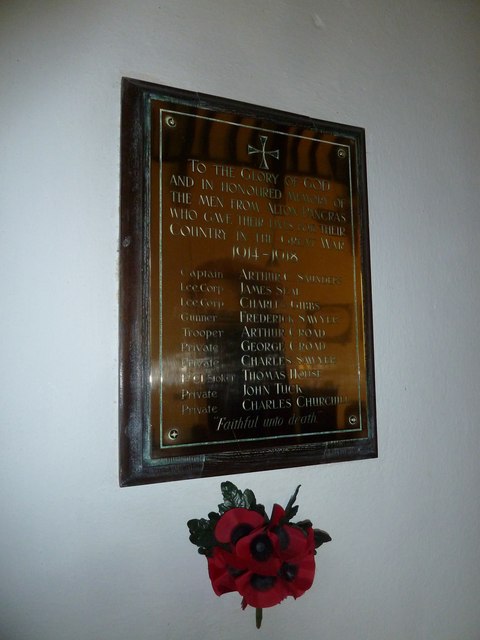 TO THE GLORY OF GOD
AND IN HONOURED MEMORY OF
THE MEN FROM ALTON PANCRAS
WHO GAVE THEIR LIVES FOR THEIR
COUNTRY IN THE GREAT WAR
1914-1918
Captain ARTHUR C. SAUNDERS
Lce Corp JAMES SEAL
Lce Corp CHARLES GIBBS
Gunner FREDERICK SAWYER
Trooper ARTHUR CROAD
Private GEORGE CROAD
Private CHARLES SAWYER
Stoker THOMAS HOUSE
Private JOHN TUCK
Private CHARLES CHURCHILL
"Faithful unto death."